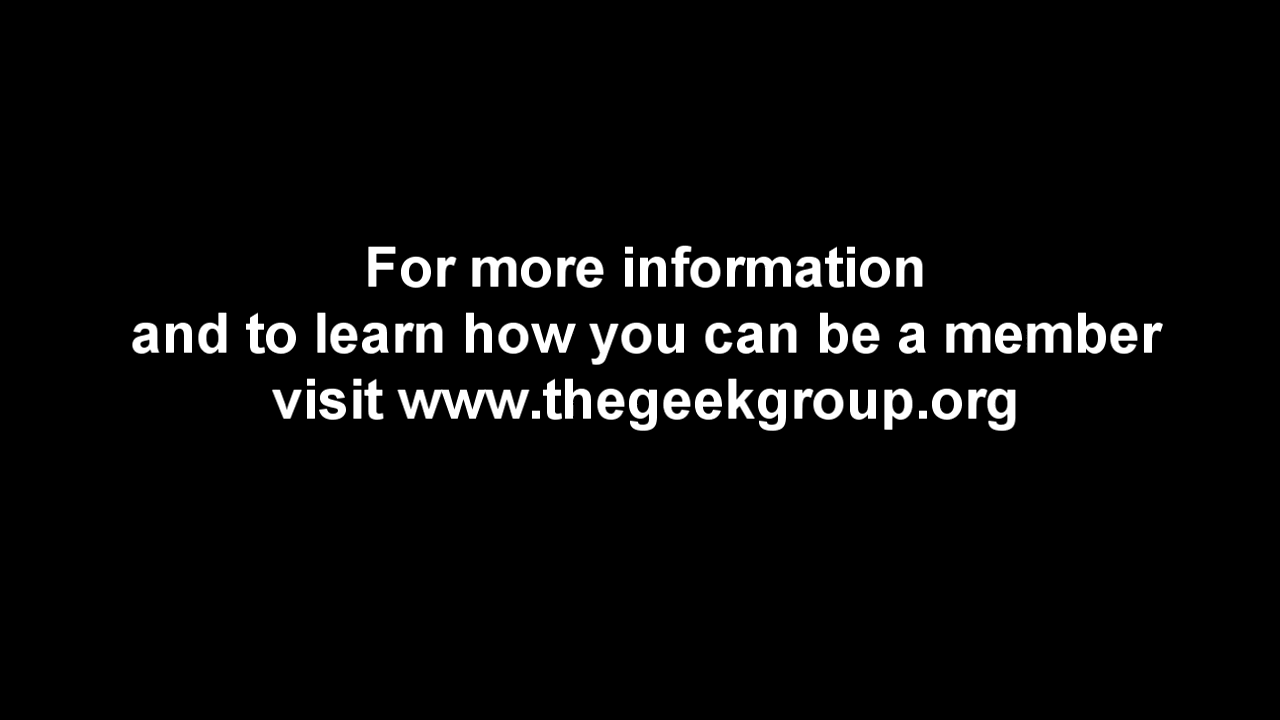 For more information
and to learn how you can be a member
visit www.thegeekgroup.org